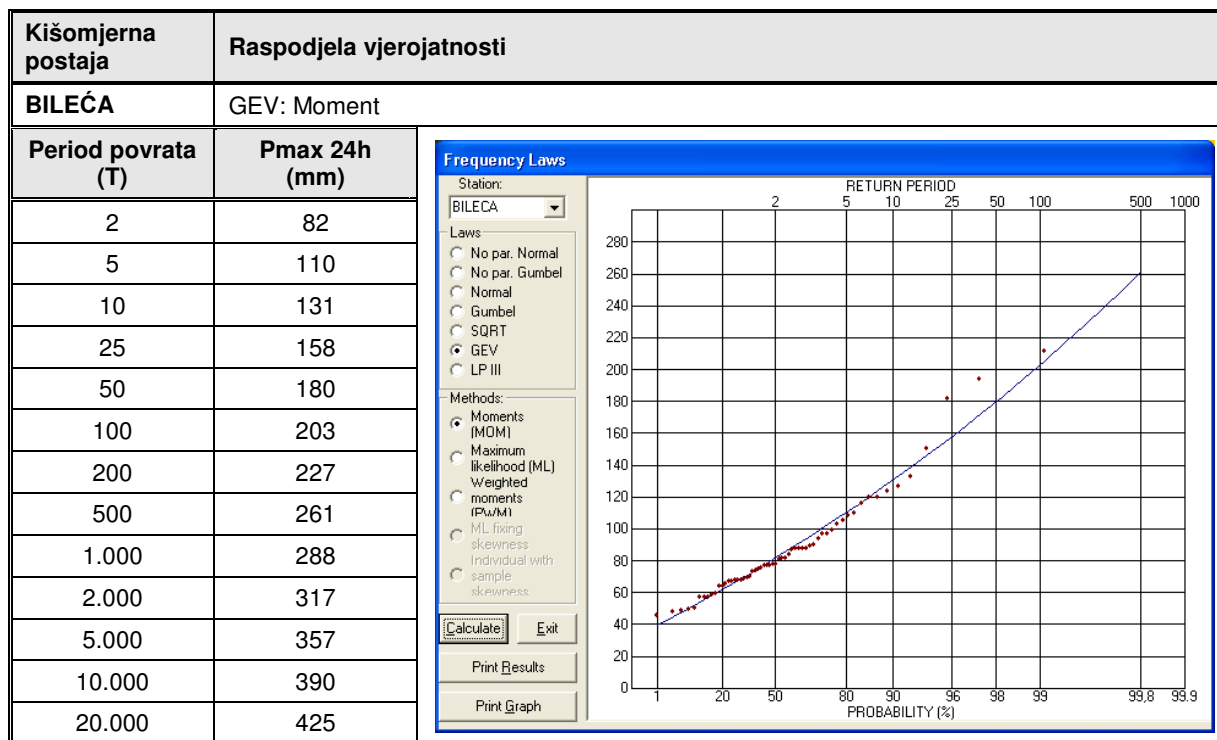 Kišomjerna
postaja
Raspodjela vjerojatnosti
BILEĆA
GEV: Moment
Period povrata
(T)
Pmax 24h
(mm)
2 82
5 110
10 131
25 158
50 180
100 203
200 227
500 261
1.000 288
2.000 317
5.000 357
10.000 390
20.000 425
Frequency Laws
Station:
BILECA
Laws
No par. Normal
No par. Gumbel
Normal
Gumbel
SQRT
GEV
LP III
Methods:
Moments
(MOM)
Maximum
likelihood (ML)
Weighted
moments
(PWM)
ML fixing
skewness
Individual with
sample
skewness
Calculate
Exit
Print Results
Print Graph
RETURN PERIOD
2 5 10 25 50 100 500 1000
280
260
240
220
200
180
160
140
120
100
80
60
40
20
0
1 20 50 80 90 96 98 99 99,8 99.9
PROBABILITY (%)